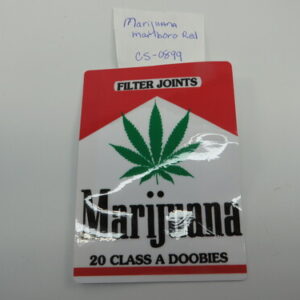 Marijuana
marlboro Red
CS-0899
FILTER JOINTS
Marijuana
20 CLASS A DOOBIES